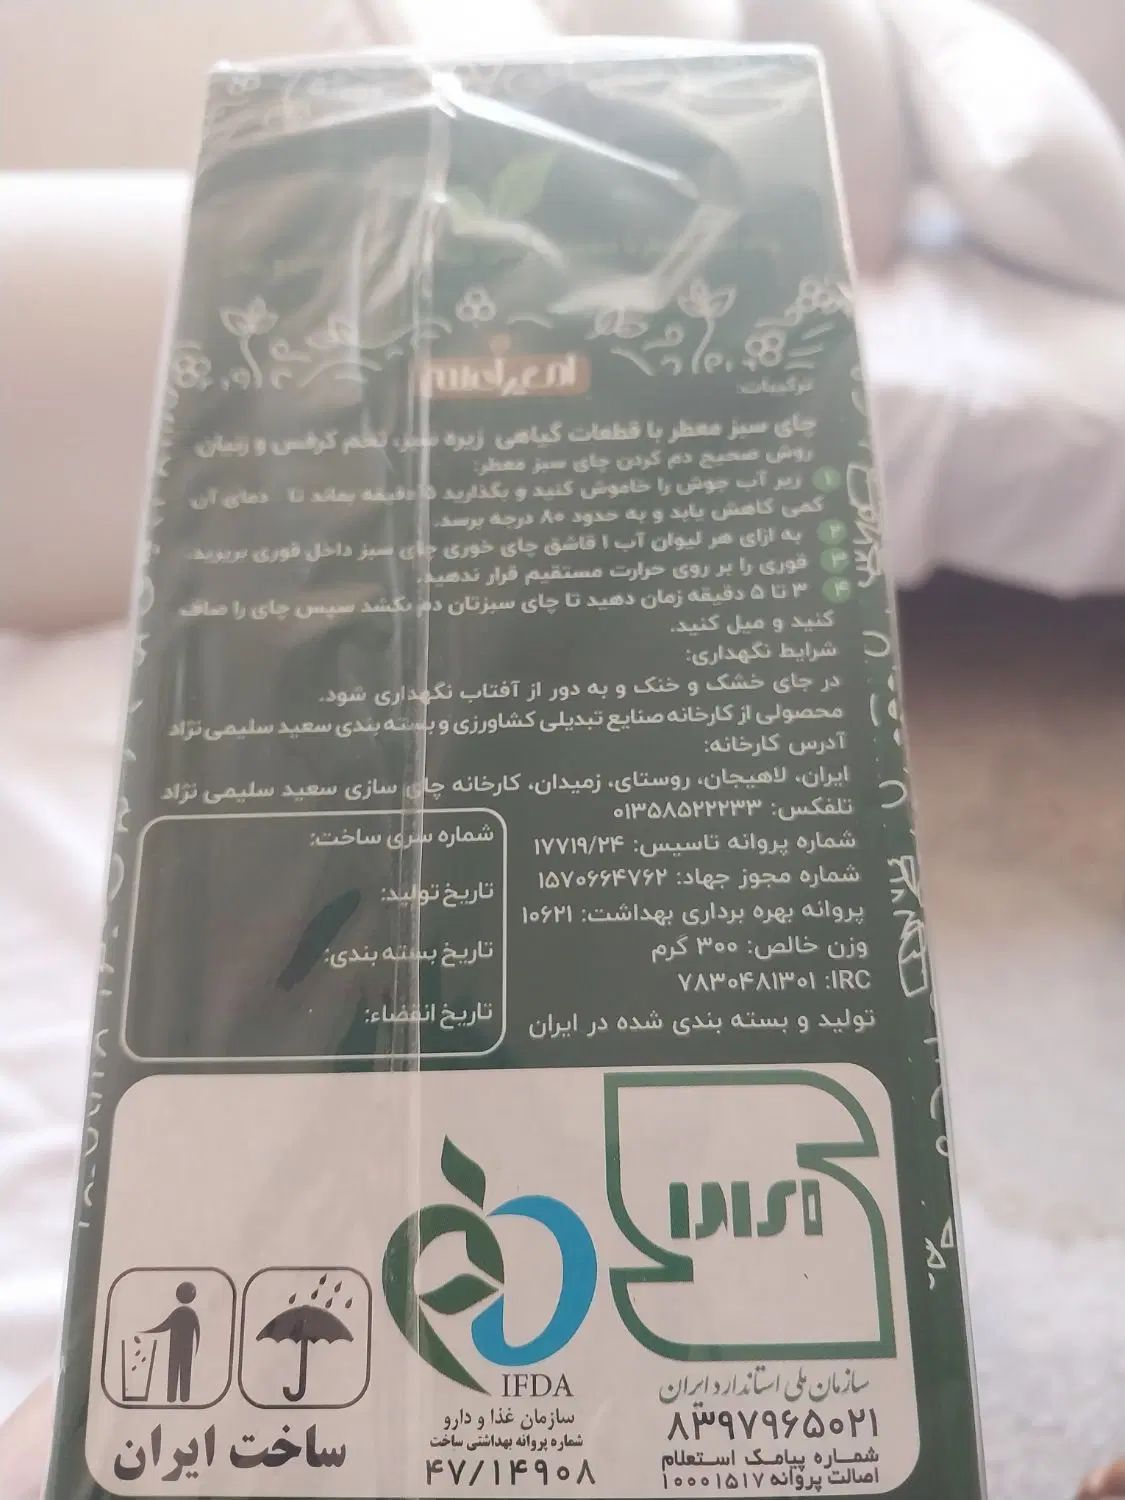 ترکیبات:
چای سبز معطر با قطعات گیاهی زیره سبز، تخم کرفس و زنیان
روش صحیح دم کردن چای سبز معطر:
۱ زیر آب جوش را خاموش کنید و بگذارید ۵ دقیقه بماند تا دمای آن
کمی کاهش یابد و به حدود ۸۰ درجه برسد.
۲ به ازای هر لیوان آب ۱ قاشق چای خوری چای سبز داخل قوری بریزید.
۳ قوری را بر روی حرارت مستقیم قرار ندهید.
۴ ۳ تا ۵ دقیقه زمان دهید تا چای سبزتان دم بکشد سپس چای را صاف
کنید و میل کنید.
شرایط نگهداری:
در جای خشک و خنک و به دور از آفتاب نگهداری شود.
محصولی از کارخانه صنایع تبدیلی کشاورزی و بسته بندی سعید سلیمی نژاد
آدرس کارخانه:
ایران، لاهیجان، روستای، زمیدان، کارخانه چای سازی سعید سلیمی نژاد
تلفکس: ۰۱۳۵۸۵۲۲۲۳۳
شماره پروانه تاسیس: ۱۷۷۱۹/۲۴
شماره مجوز جهاد: ۱۵۷۰۶۶۴۷۶۲
پروانه بهره برداری بهداشت: ۱۰۶۲۱
وزن خالص: ۳۰۰ گرم
IRC: ۷۸۳۰۴۸۱۳۰۱
تولید و بسته بندی شده در ایران
شماره سری ساخت:
تاریخ تولید:
تاریخ بسته بندی:
تاریخ انقضاء:
سازمان ملی استاندارد ایران
۸۳۹۷۹۶۵۰۲۱
شماره پیامک استعلام
اصالت پروانه ۱۰۰۰۱۵۱۷
IFDA
سازمان غذا و دارو
شماره پروانه بهداشتی ساخت
۴۷/۱۴۹۰۸
ساخت ایران